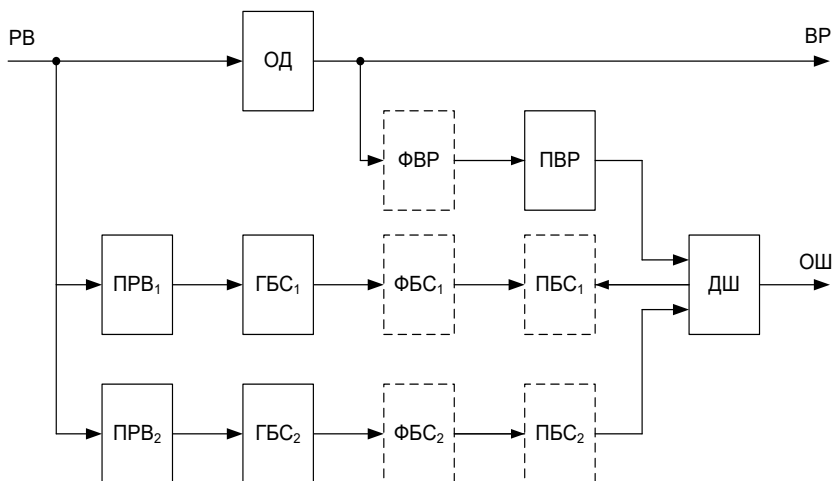 РВ
ОД
ВР
ФВР
ПВР
ПРВ₁
ГБС₁
ФБС₁
ПБС₁
ДШ
ОШ
ПРВ₂
ГБС₂
ФБС₂
ПБС₂